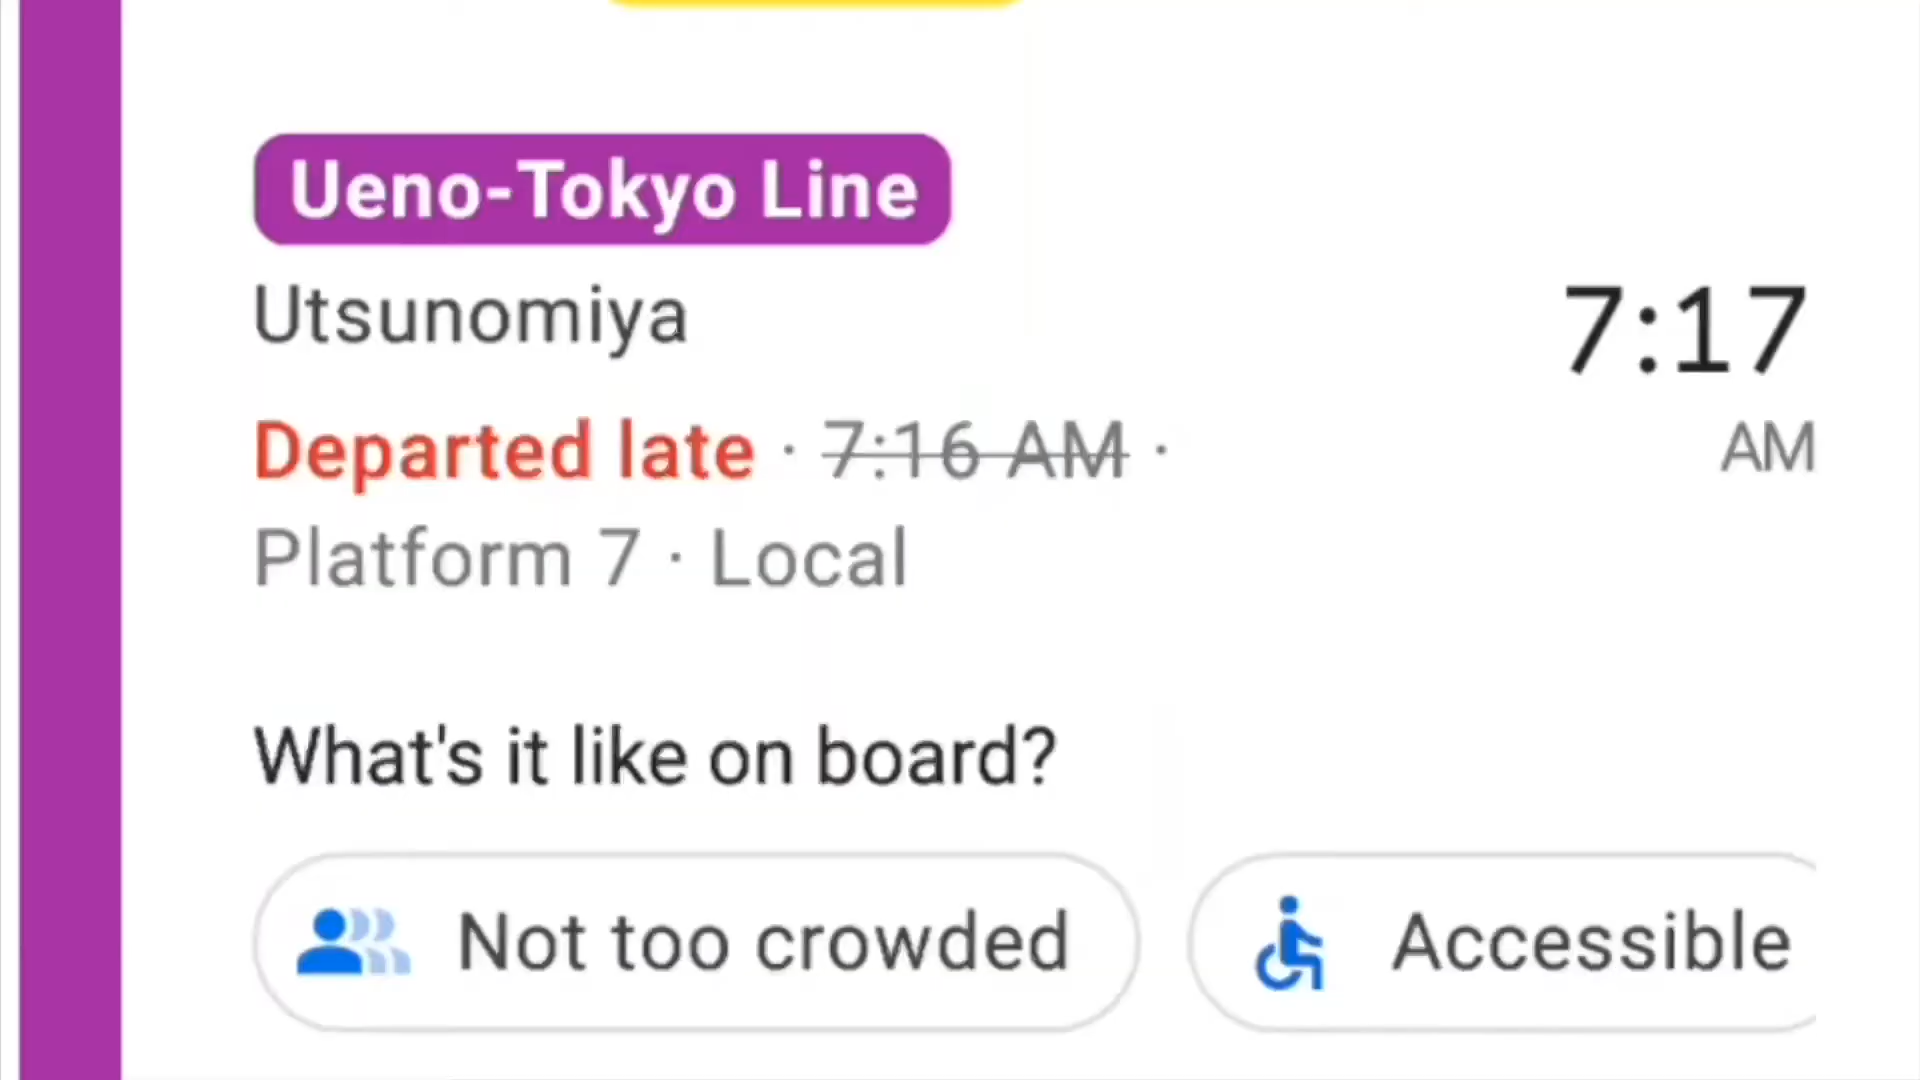 Ueno-Tokyo Line
Utsunomiya
7:17
Departed late · 7:16 AM ·
AM
Platform 7 · Local
What's it like on board?
Not too crowded
Accessible